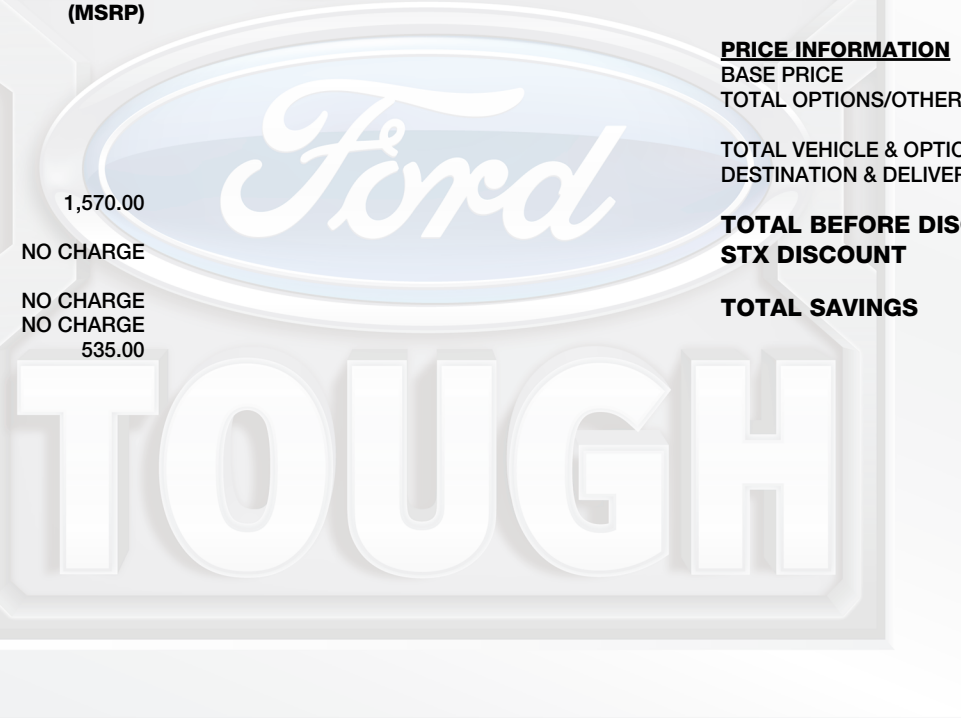 (MSRP)
1,570.00
NO CHARGE
NO CHARGE
NO CHARGE
535.00
Ford
TOUGH
PRICE INFORMATION
BASE PRICE
TOTAL OPTIONS/OTHER
TOTAL VEHICLE & OPTIO
DESTINATION & DELIVER
TOTAL BEFORE DIS
STX DISCOUNT
TOTAL SAVINGS